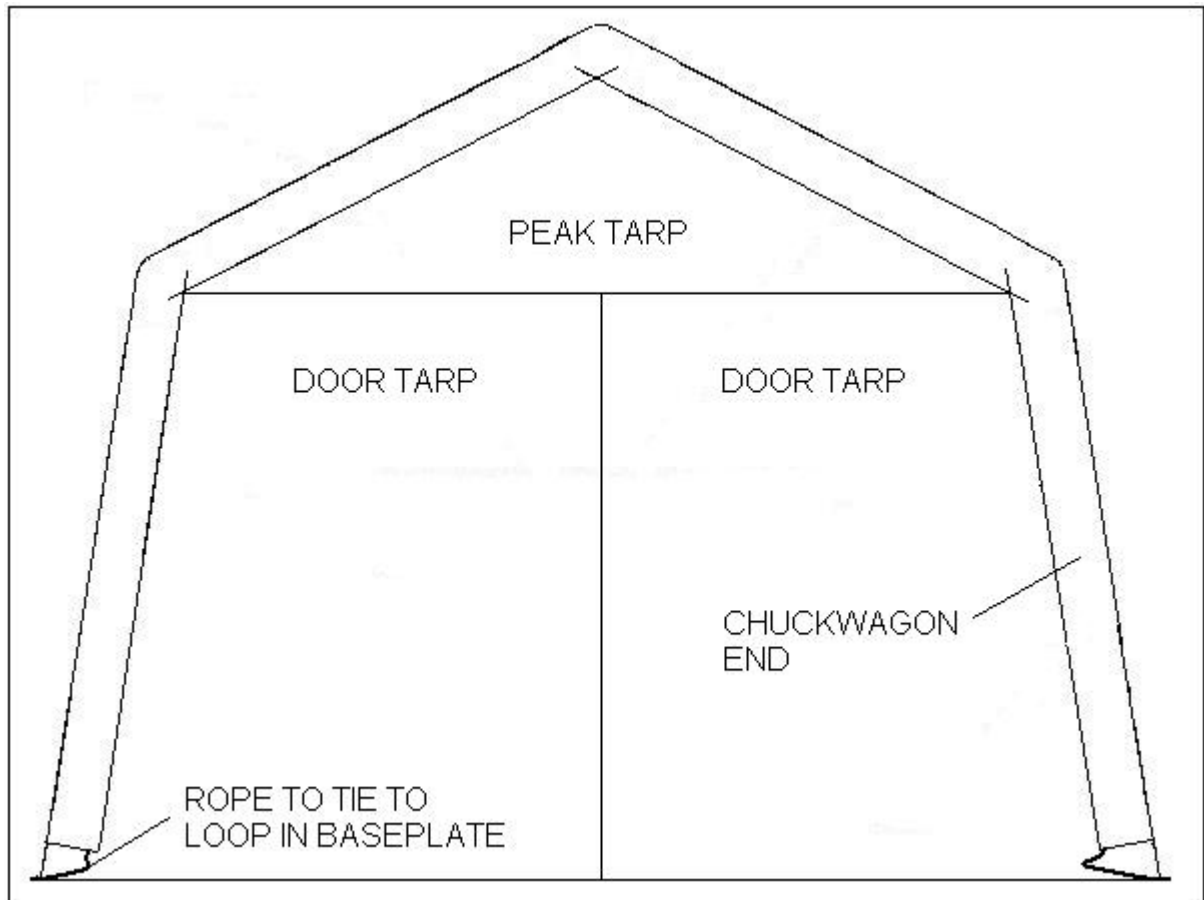 PEAK TARP
DOOR TARP
DOOR TARP
CHUCKWAGON
END
ROPE TO TIE TO
LOOP IN BASEPLATE